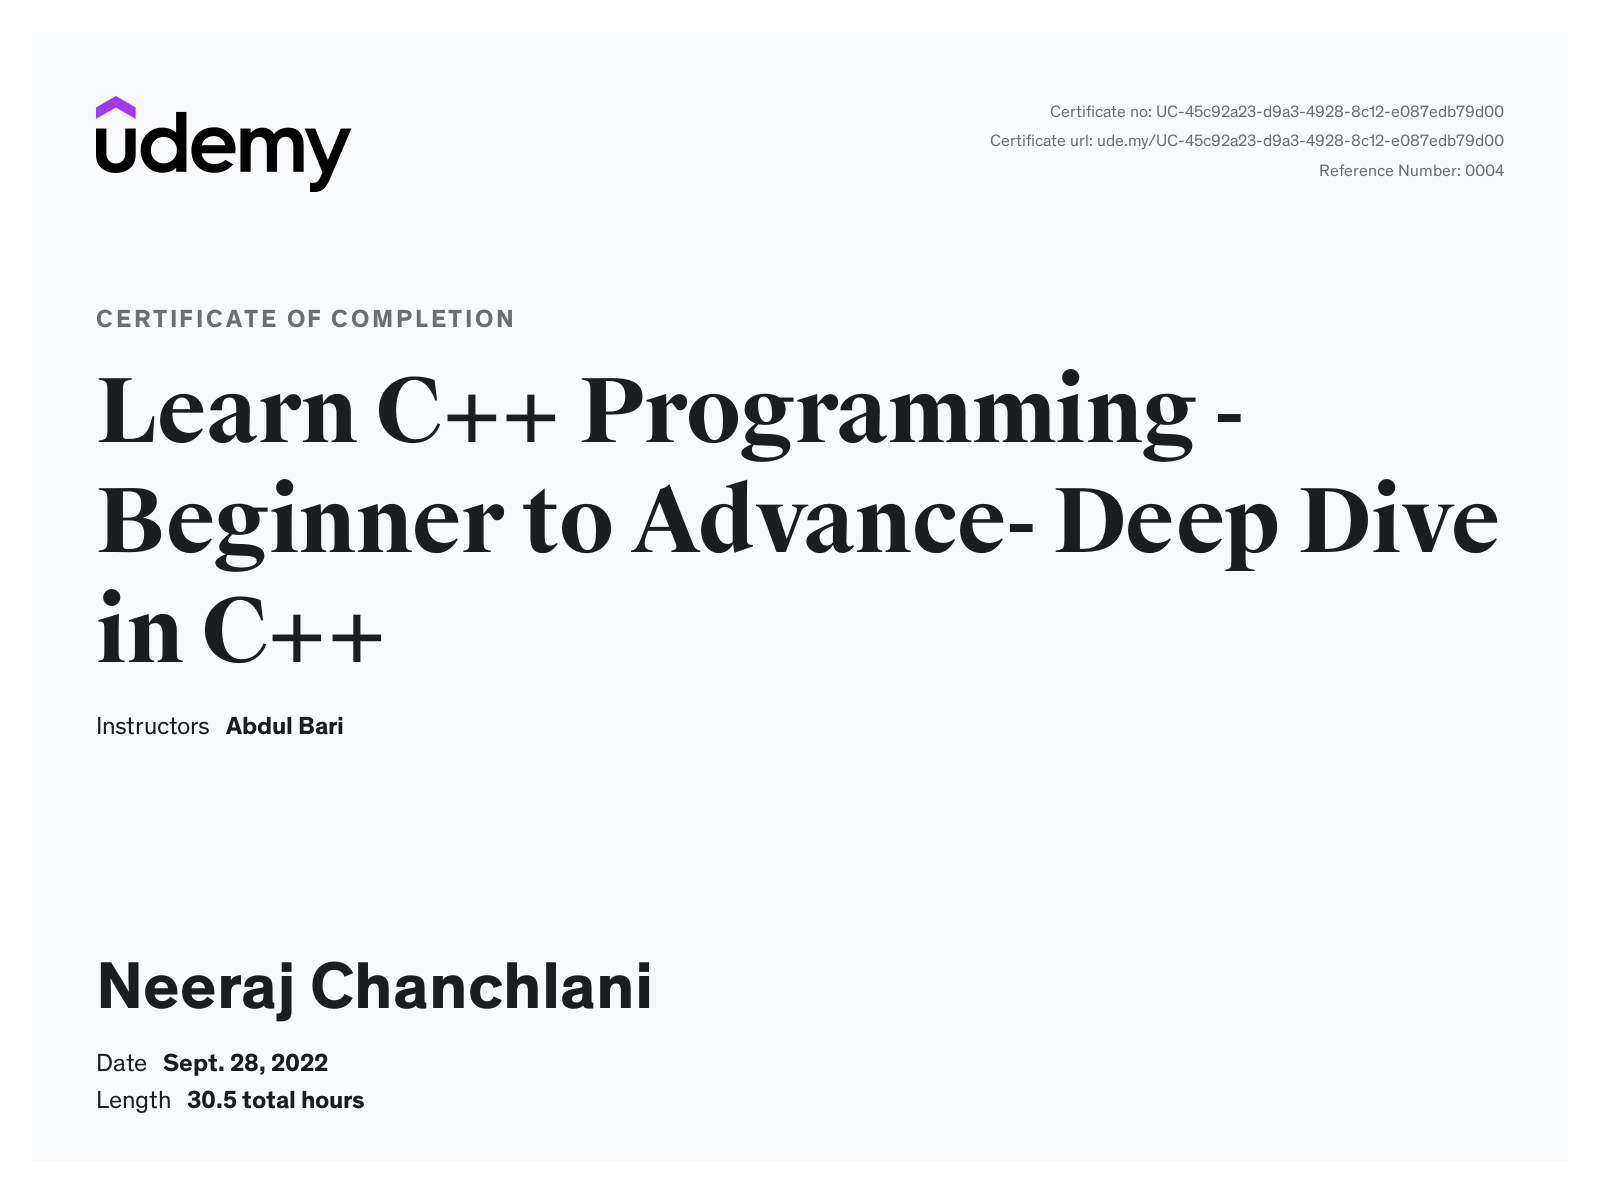 udemy
Certificate no: UC-45c92a23-d9a3-4928-8c12-e087edb79d00
Certificate url: ude.my/UC-45c92a23-d9a3-4928-8c12-e087edb79d00
Reference Number: 0004
CERTIFICATE OF COMPLETION
Learn C++ Programming -
Beginner to Advance- Deep Dive
in C++
Instructors Abdul Bari
Neeraj Chanchlani
Date Sept. 28, 2022
Length 30.5 total hours